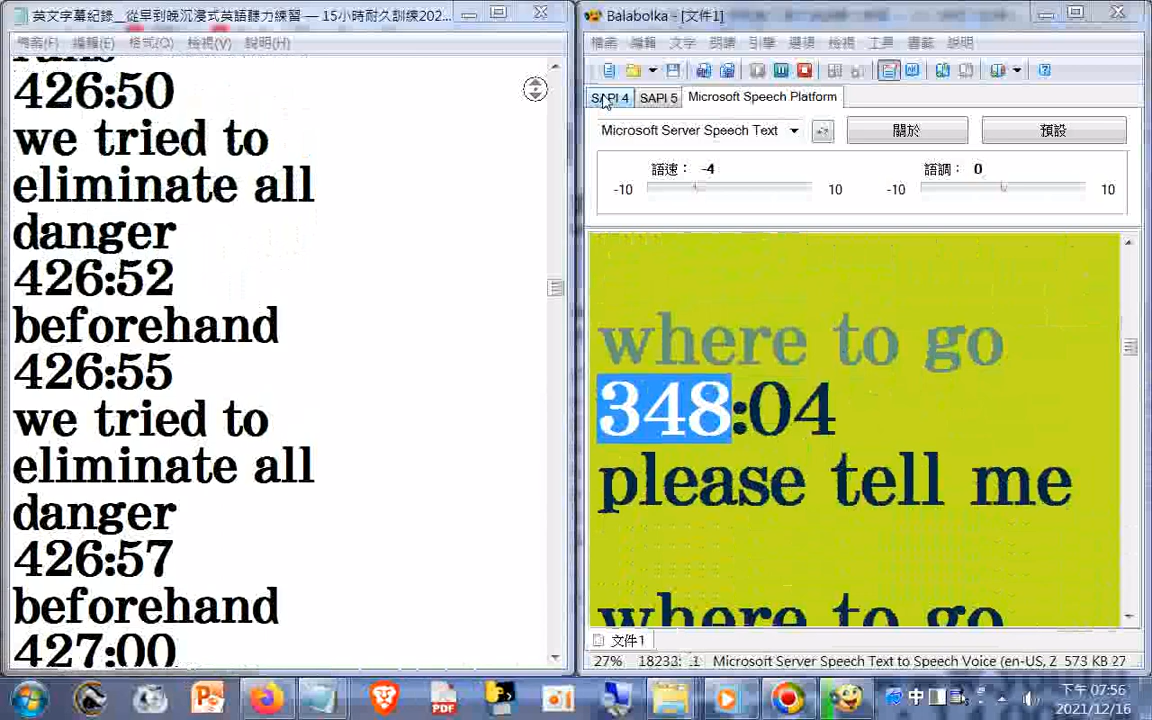 英文字幕紀錄__從早到晚沉浸式英語聽力練習 — 15小時耐久訓練202...
檔案(F) 編輯(E) 格式(O) 檢視(V) 說明(H)
426:50
we tried to
eliminate all
danger
426:52
beforehand
426:55
we tried to
eliminate all
danger
426:57
beforehand
427:00
Balabolka - [文件1]
檔案 編輯 文字 朗讀 引擎 選項 檢視 工具 書籤 說明
SAPI 4 SAPI 5 Microsoft Speech Platform
Microsoft Server Speech Text 關於 預設
語速： -4 語調： 0
-10 10 -10 10
where to go
348:04
please tell me
where to go
文件1
27% Microsoft Server Speech Text to Speech Voice (en-US, Z 573 KB 27
PDF 中 下午 07:56
2021/12/16